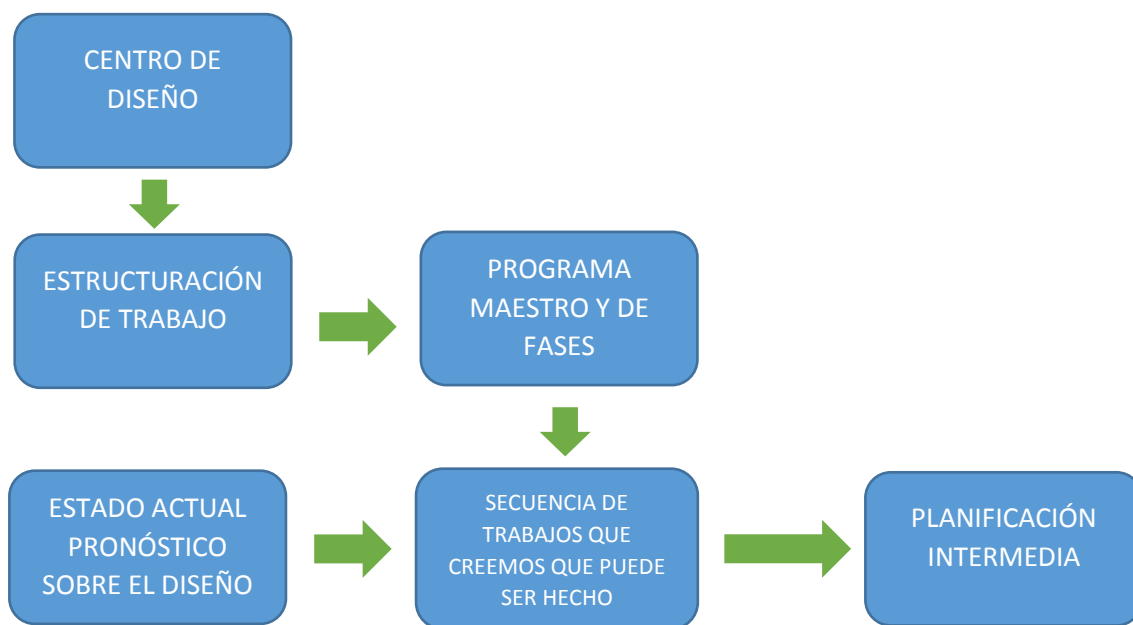 CENTRO DE
DISEÑO
ESTRUCTURACIÓN
DE TRABAJO
PROGRAMA
MAESTRO Y DE
FASES
ESTADO ACTUAL
PRONÓSTICO
SOBRE EL DISEÑO
SECUENCIA DE
TRABAJOS QUE
CREEMOS QUE PUEDE
SER HECHO
PLANIFICACIÓN
INTERMEDIA